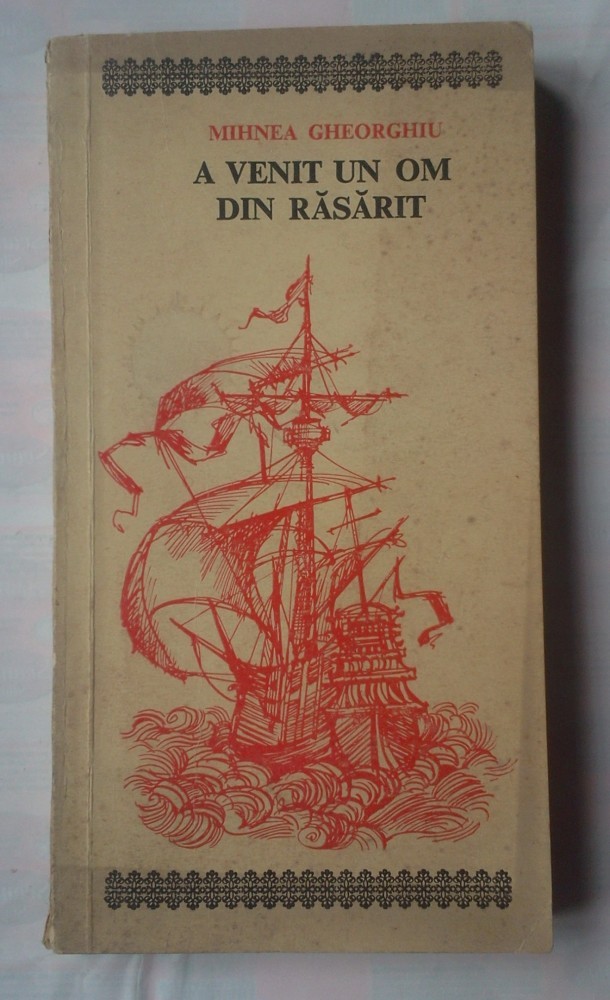 MIHNEA GHEORGHIU
A VENIT UN OM
DIN RĂSĂRIT